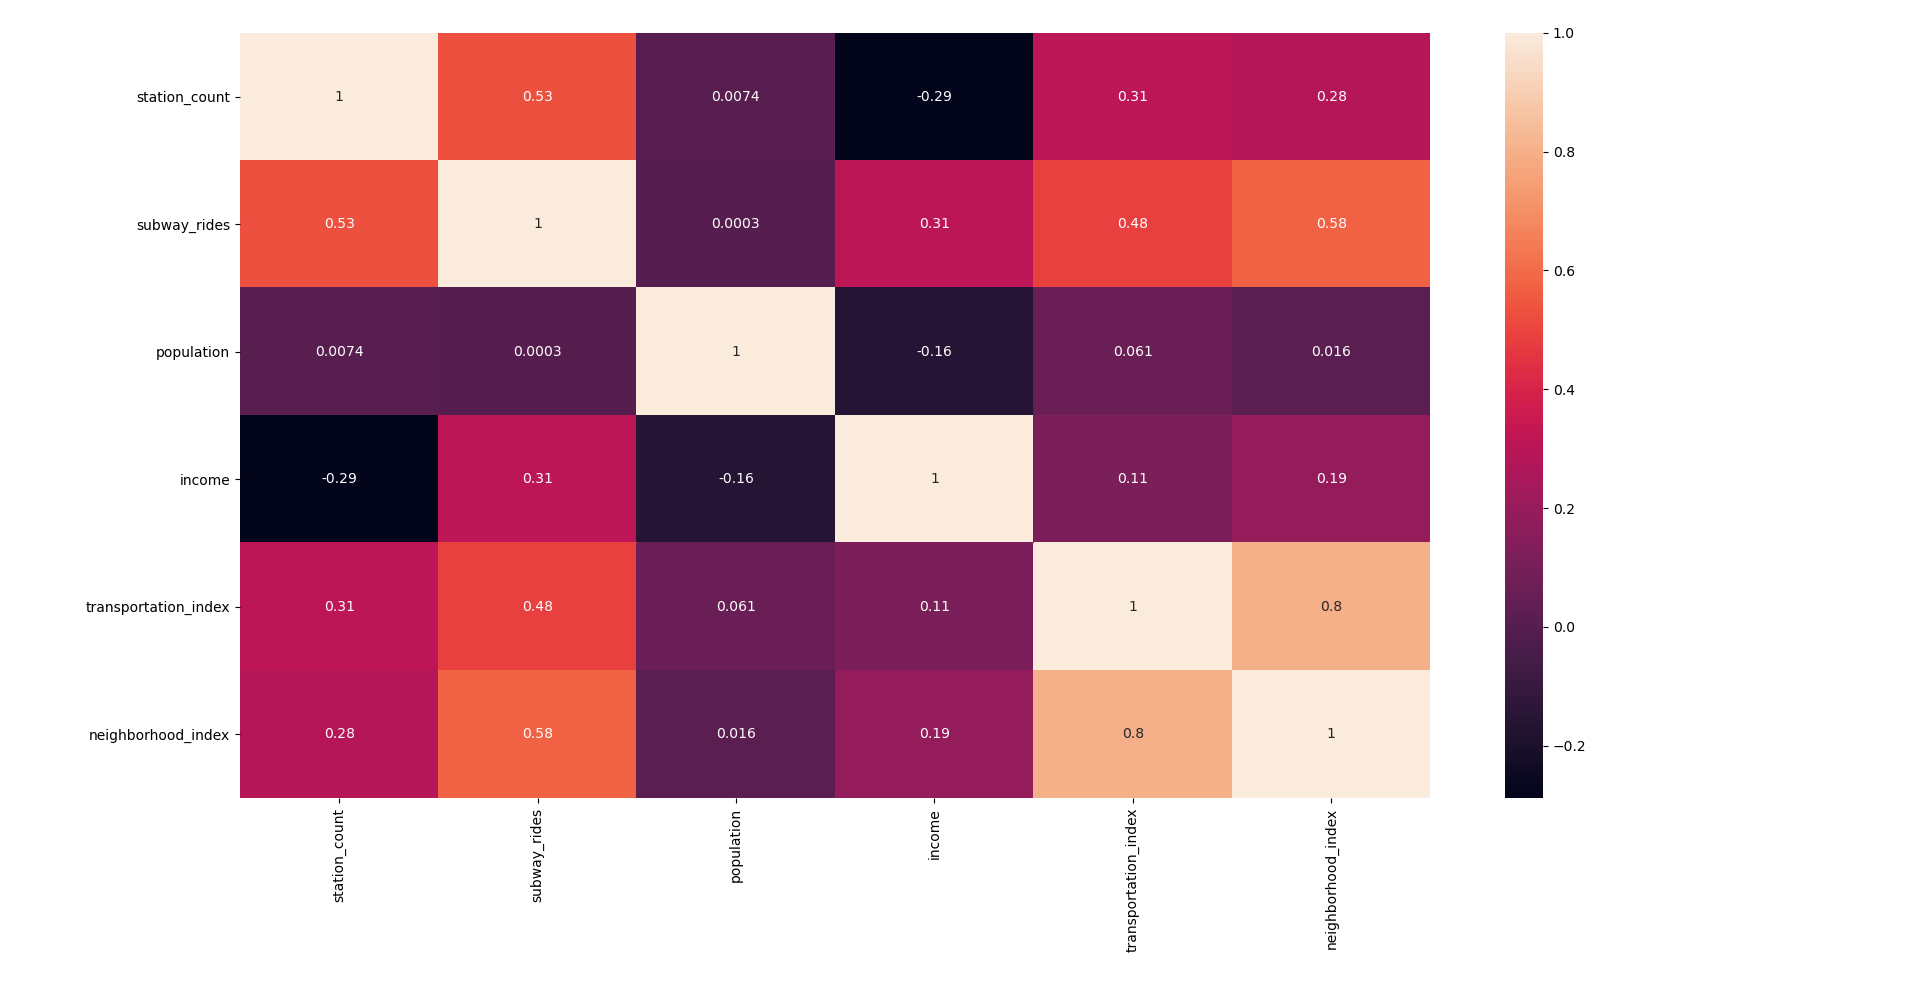 station_count 1 0.53 0.0074 -0.29 0.31 0.28
subway_rides 0.53 1 0.0003 0.31 0.48 0.58
population 0.0074 0.0003 1 -0.16 0.061 0.016
income -0.29 0.31 -0.16 1 0.11 0.19
transportation_index 0.31 0.48 0.061 0.11 1 0.8
neighborhood_index 0.28 0.58 0.016 0.19 0.8 1
station_count
subway_rides
population
income
transportation_index
neighborhood_index
1.0
0.8
0.6
0.4
0.2
0.0
−0.2